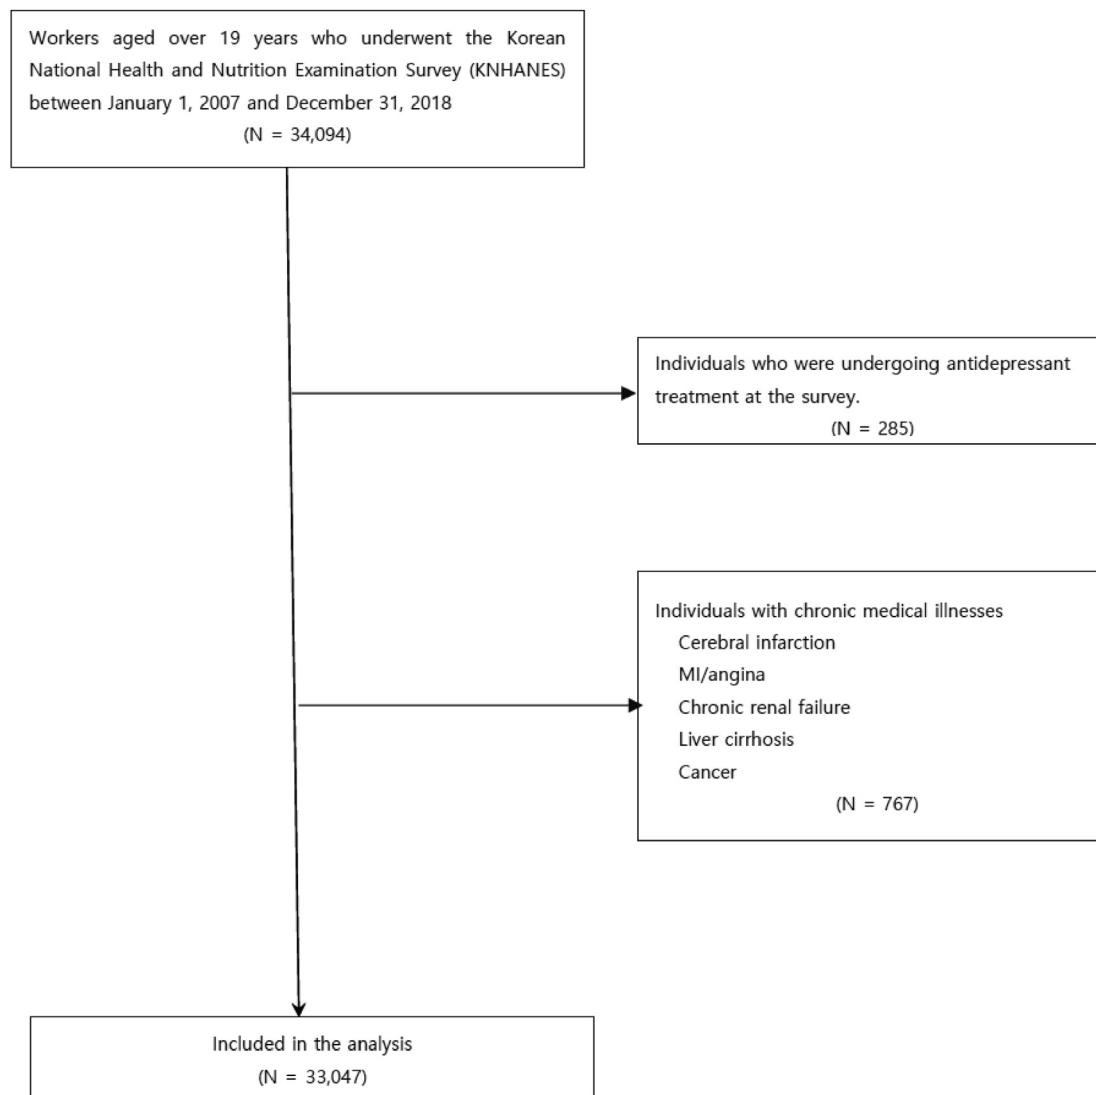 Workers aged over 19 years who underwent the Korean
National Health and Nutrition Examination Survey (KNHANES)
between January 1, 2007 and December 31, 2018
(N = 34,094)
Individuals who were undergoing antidepressant
treatment at the survey.
(N = 285)
Individuals with chronic medical illnesses
Cerebral infarction
MI/angina
Chronic renal failure
Liver cirrhosis
Cancer
(N = 767)
Included in the analysis
(N = 33,047)